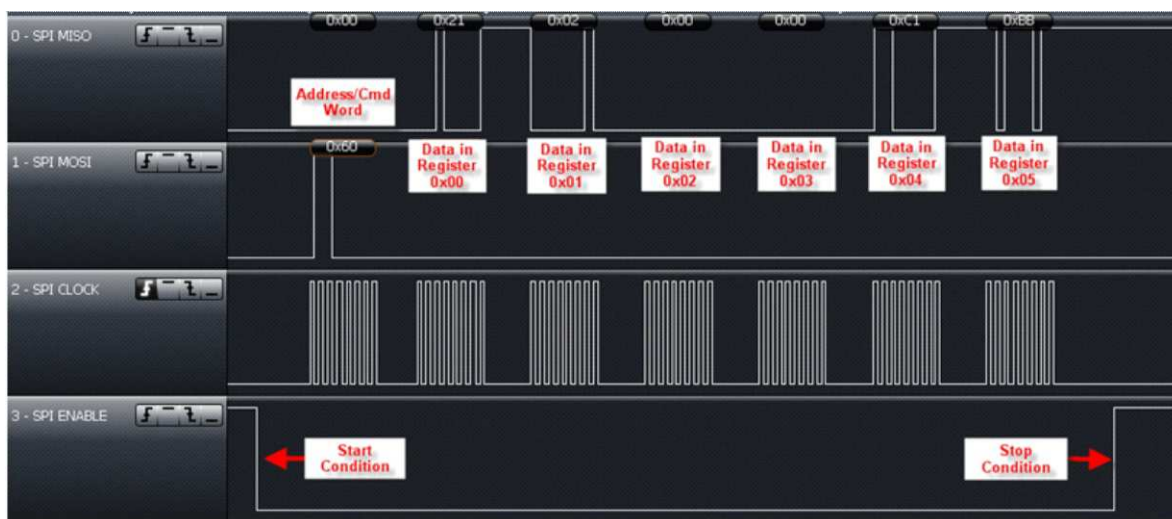 0x00 0x21 0x02 0x00 0x00 0xC1 0xBB
0 - SPI MISO
Address/Cmd
Word
1 - SPI MOSI
0x60
Data in
Register
0x00
Data in
Register
0x01
Data in
Register
0x02
Data in
Register
0x03
Data in
Register
0x04
Data in
Register
0x05
2 - SPI CLOCK
3 - SPI ENABLE
Start
Condition
Stop
Condition